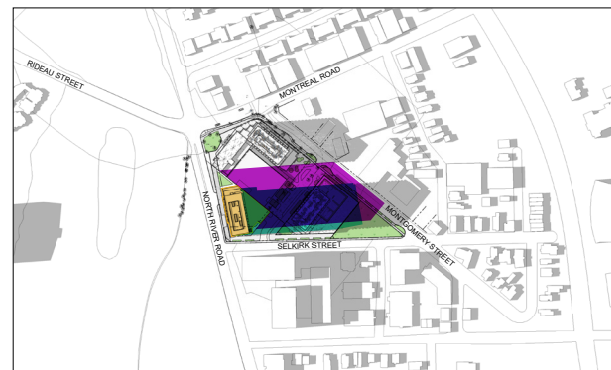 RIDEAU STREET
MONTREAL ROAD
NORTH RIVER ROAD
MONTGOMERY STREET
SELKIRK STREET